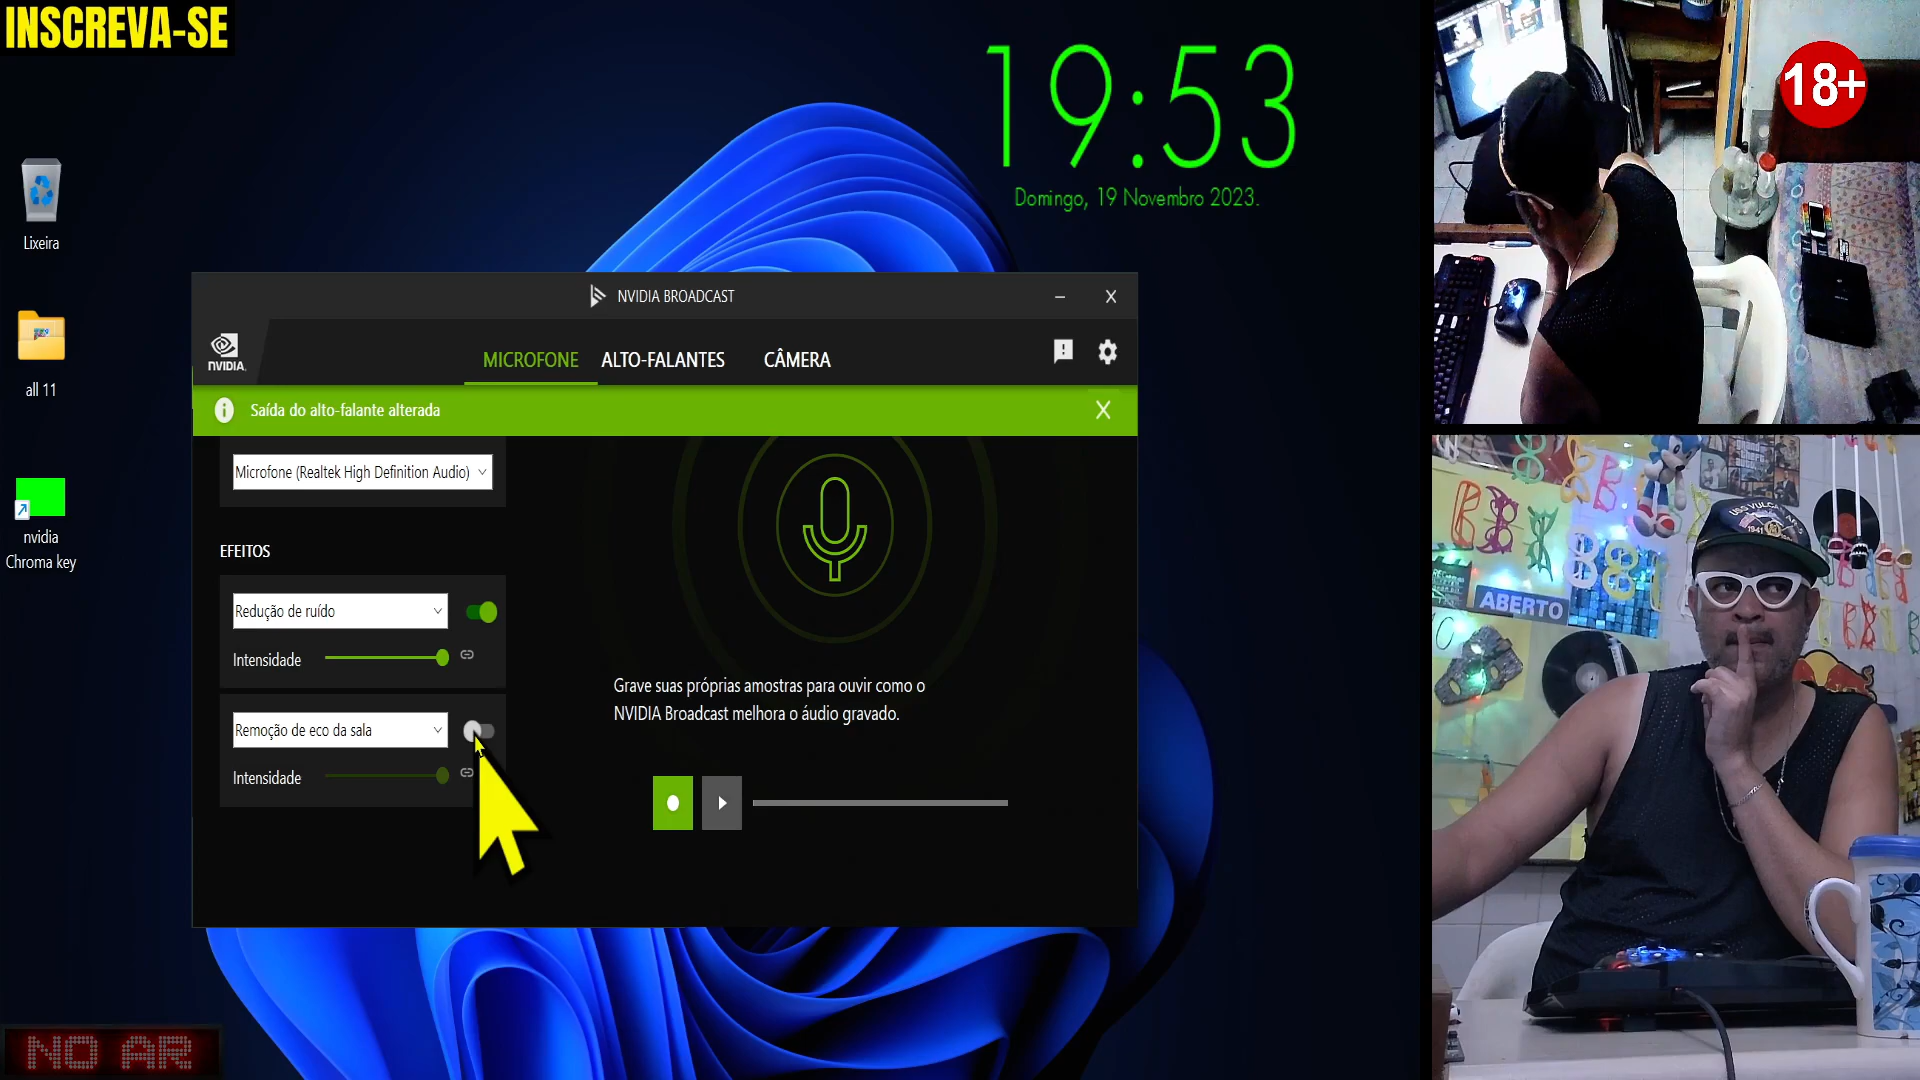 INSCREVA-SE
19:53
Domingo, 19 Novembro 2023.
18+
Lixeira
all 11
nvidia
Chroma key
NVIDIA BROADCAST
NVIDIA.
MICROFONE
ALTO-FALANTES
CÂMERA
Saída do alto-falante alterada
Microfone (Realtek High Definition Audio)
EFEITOS
Redução de ruído
Intensidade
Remoção de eco da sala
Intensidade
Grave suas próprias amostras para ouvir como o
NVIDIA Broadcast melhora o áudio gravado.
ABERTO
NO AR